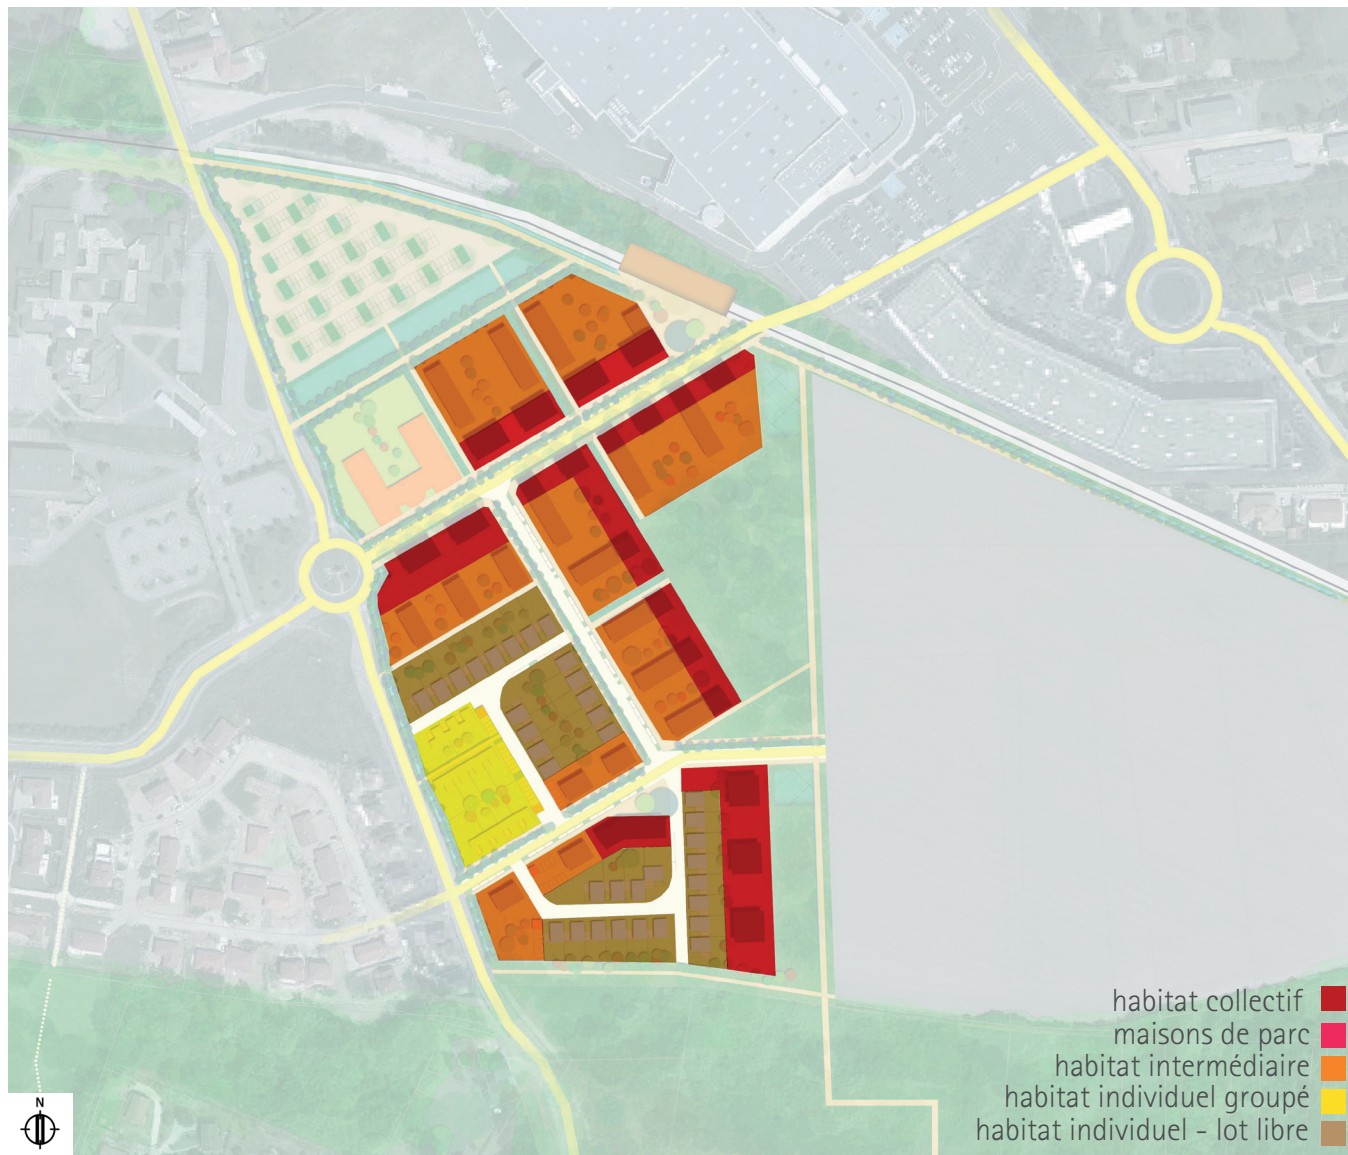 habitat collectif
maisons de parc
habitat intermédiaire
habitat individuel groupé
habitat individuel - lot libre
N